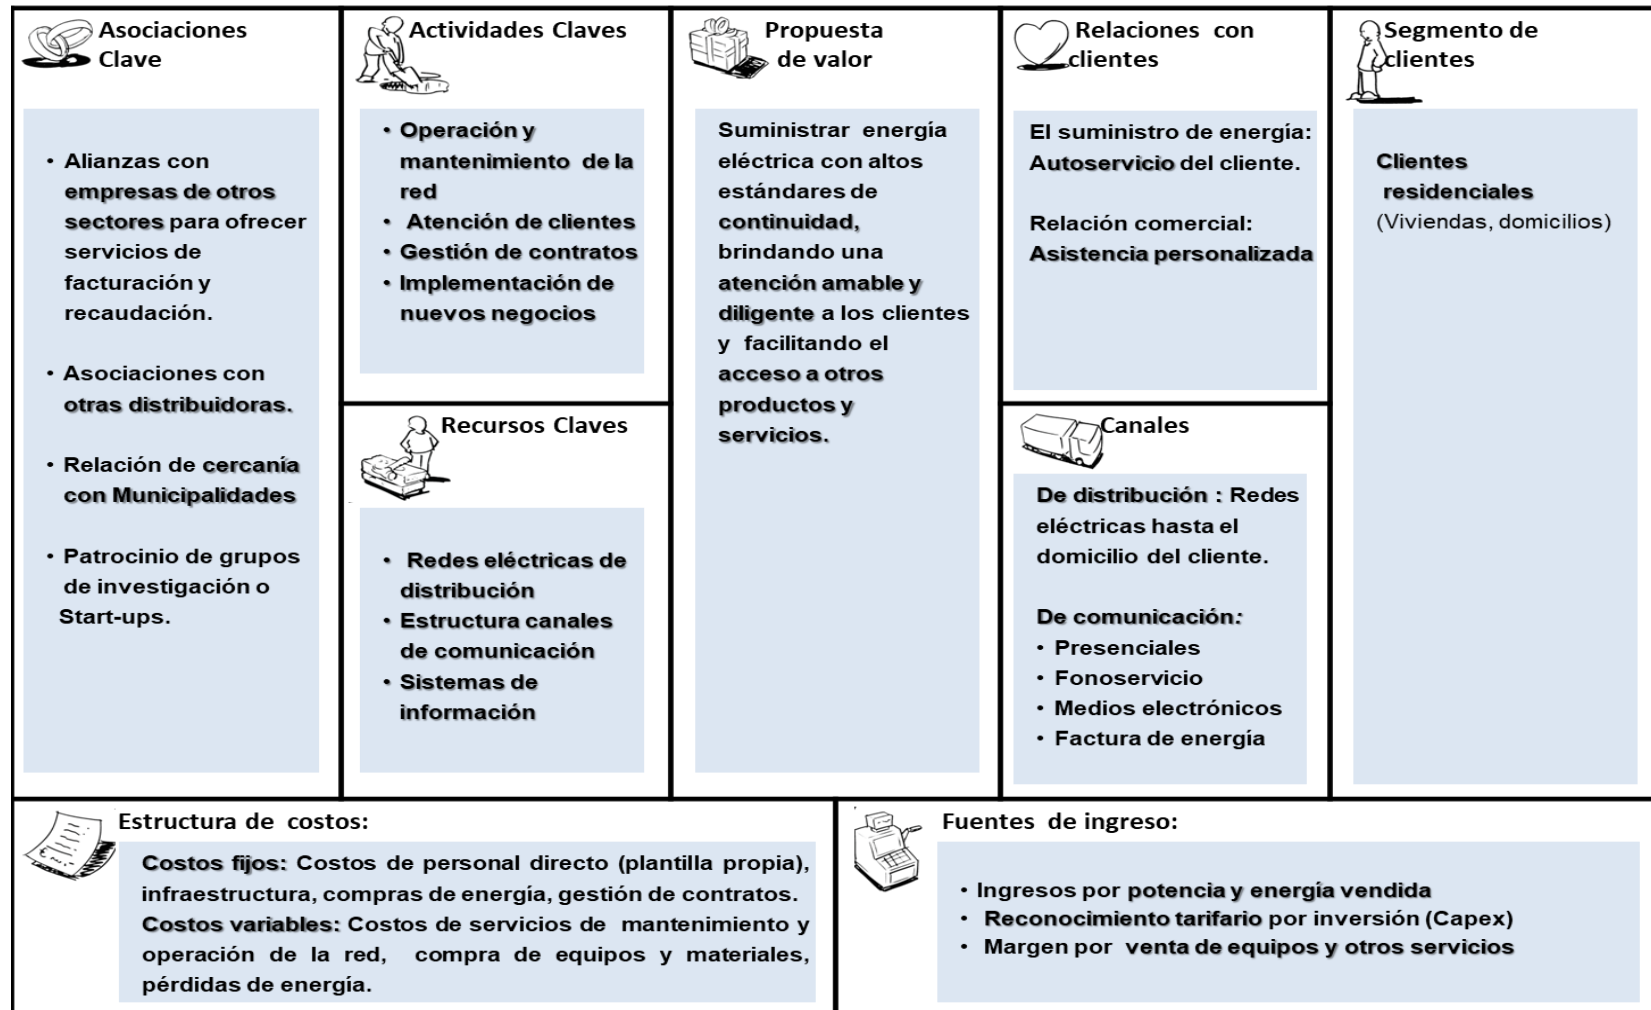 Asociaciones
Clave
• Alianzas con
empresas de otros
sectores para ofrecer
servicios de
facturación y
recaudación.
• Asociaciones con
otras distribuidoras.
• Relación de cercanía
con Municipalidades
• Patrocinio de grupos
de investigación o
Start-ups.
Actividades Claves
• Operación y
mantenimiento de la
red
• Atención de clientes
• Gestión de contratos
• Implementación de
nuevos negocios
Recursos Claves
• Redes eléctricas de
distribución
• Estructura canales
de comunicación
• Sistemas de
información
Propuesta
de valor
Suministrar energía
eléctrica con altos
estándares de
continuidad,
brindando una
atención amable y
diligente a los clientes
y facilitando el
acceso a otros
productos y
servicios.
Relaciones con
clientes
El suministro de energía:
Autoservicio del cliente.
Relación comercial:
Asistencia personalizada
Canales
De distribución : Redes
eléctricas hasta el
domicilio del cliente.
De comunicación:
• Presenciales
• Fonoservicio
• Medios electrónicos
• Factura de energía
Segmento de
clientes
Clientes
residenciales
(Viviendas, domicilios)
Estructura de costos:
Costos fijos: Costos de personal directo (plantilla propia),
infraestructura, compras de energía, gestión de contratos.
Costos variables: Costos de servicios de mantenimiento y
operación de la red, compra de equipos y materiales,
pérdidas de energía.
Fuentes de ingreso:
• Ingresos por potencia y energía vendida
• Reconocimiento tarifario por inversión (Capex)
• Margen por venta de equipos y otros servicios